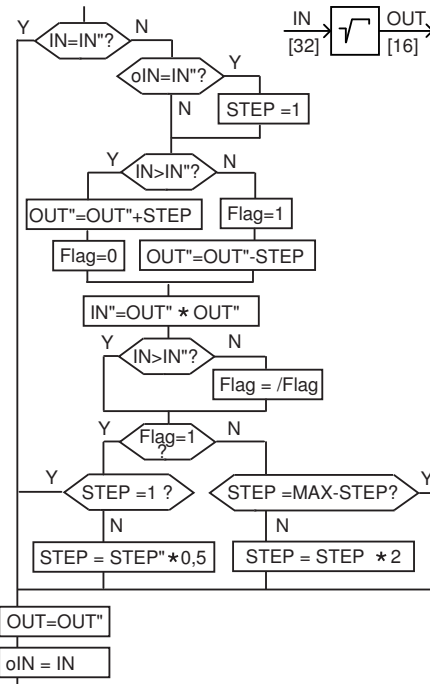 Y
IN=IN"?
N
IN
OUT
[32]
[16]
oIN=IN"?
Y
N
STEP =1
Y
IN>IN"?
N
OUT"=OUT"+STEP
Flag=1
Flag=0
OUT"=OUT"-STEP
IN"=OUT" * OUT"
Y
IN>IN"?
N
Flag = /Flag
Y
Flag=1
?
N
Y
STEP =1 ?
STEP =MAX-STEP?
Y
N
N
STEP = STEP" *0,5
STEP = STEP *2
OUT=OUT"
oIN = IN